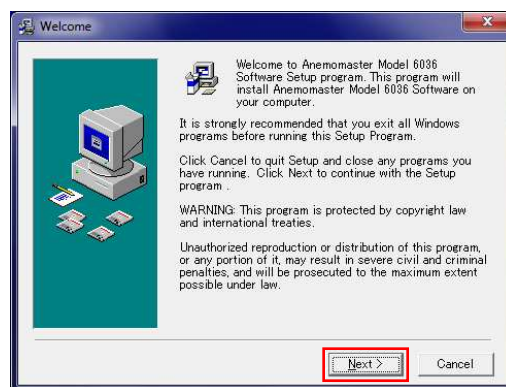 Welcome
Welcome to Anemomaster Model 6036
Software Setup program. This program will
install Anemomaster Model 6036 Software on
your computer.
It is strongly recommended that you exit all Windows
programs before running this Setup Program.
Click Cancel to quit Setup and close any programs you
have running. Click Next to continue with the Setup
program .
WARNING: This program is protected by copyright law
and international treaties.
Unauthorized reproduction or distribution of this program,
or any portion of it, may result in severe civil and criminal
penalties, and will be prosecuted to the maximum extent
possible under law.
Next > Cancel